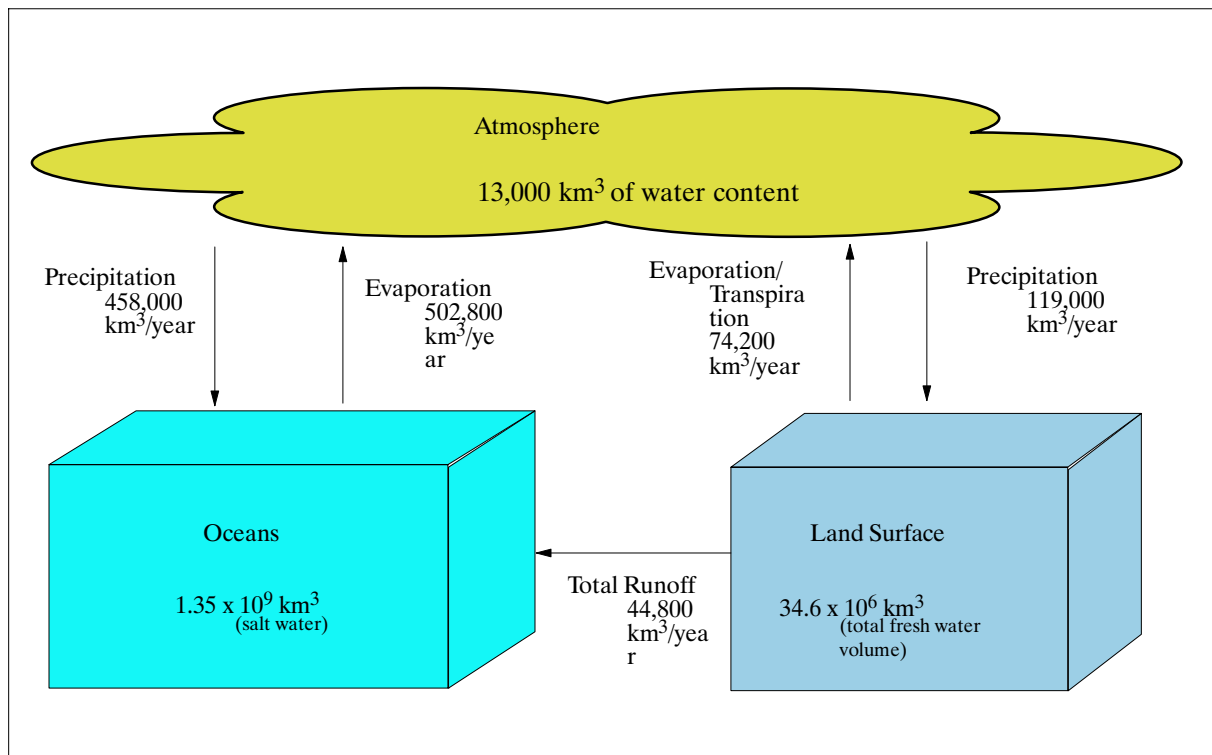 Atmosphere
13,000 km³ of water content
Precipitation
458,000
km³/year
Evaporation
502,800
km³/ye
ar
Evaporation/
Transpira
tion
74,200
km³/year
Precipitation
119,000
km³/year
Oceans
1.35 x 10⁹ km³
(salt water)
Total Runoff
44,800
km³/yea
r
Land Surface
34.6 x 10⁶ km³
(total fresh water
volume)